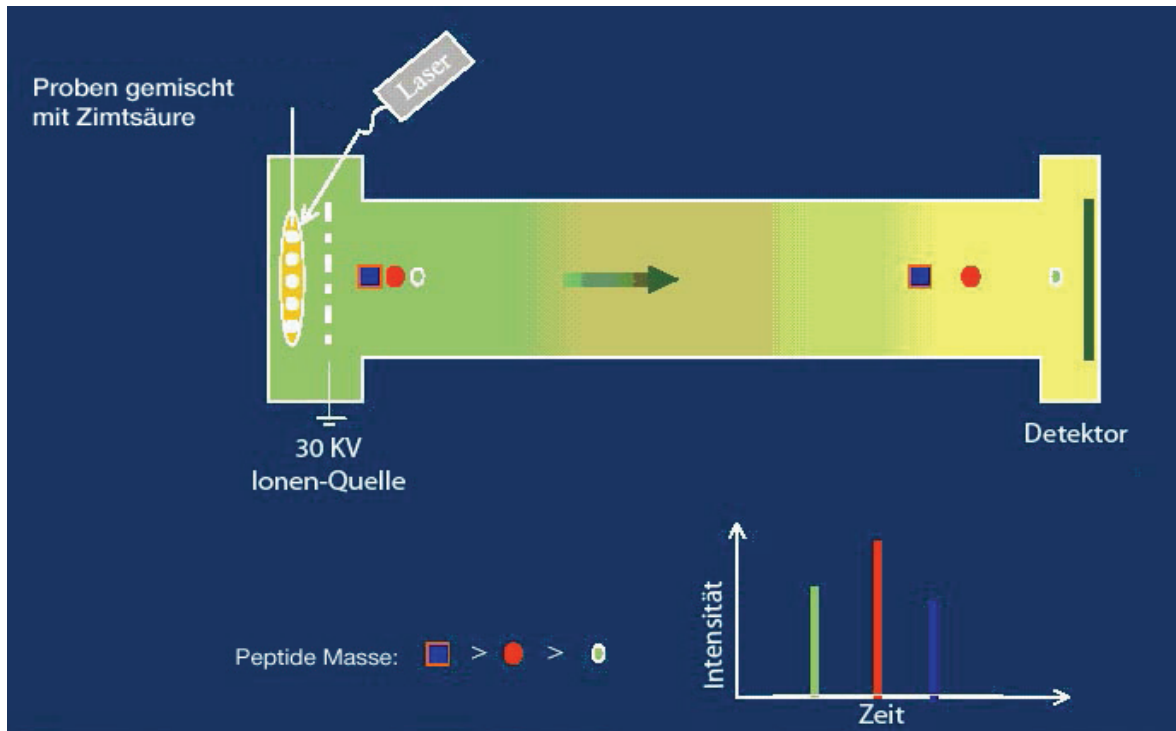 Proben gemischt
mit Zimtsäure
Laser
30 KV
Ionen-Quelle
Detektor
Peptide Masse: > >
Intensität
Zeit